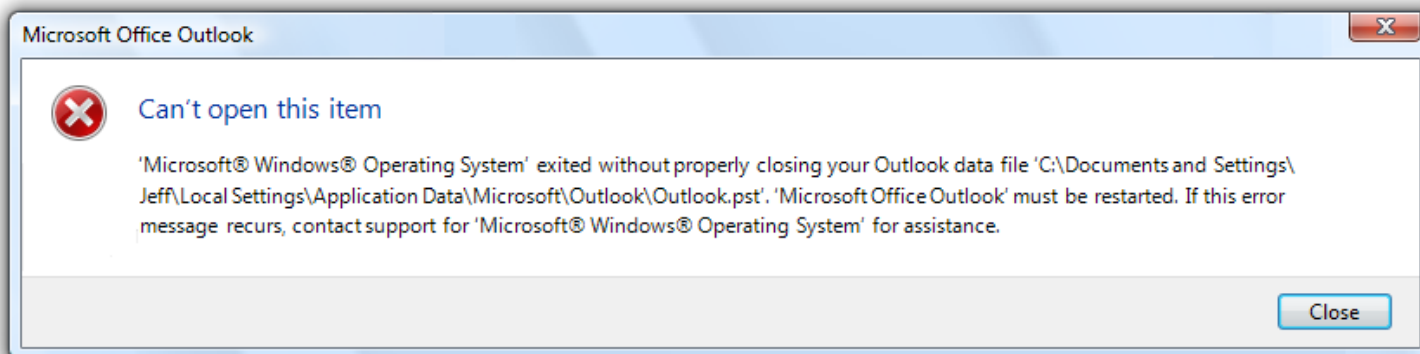 Microsoft Office Outlook
Can't open this item
'Microsoft® Windows® Operating System' exited without properly closing your Outlook data file 'C:\Documents and Settings\
Jeff\Local Settings\Application Data\Microsoft\Outlook\Outlook.pst'. 'Microsoft Office Outlook' must be restarted. If this error
message recurs, contact support for 'Microsoft® Windows® Operating System' for assistance.
Close